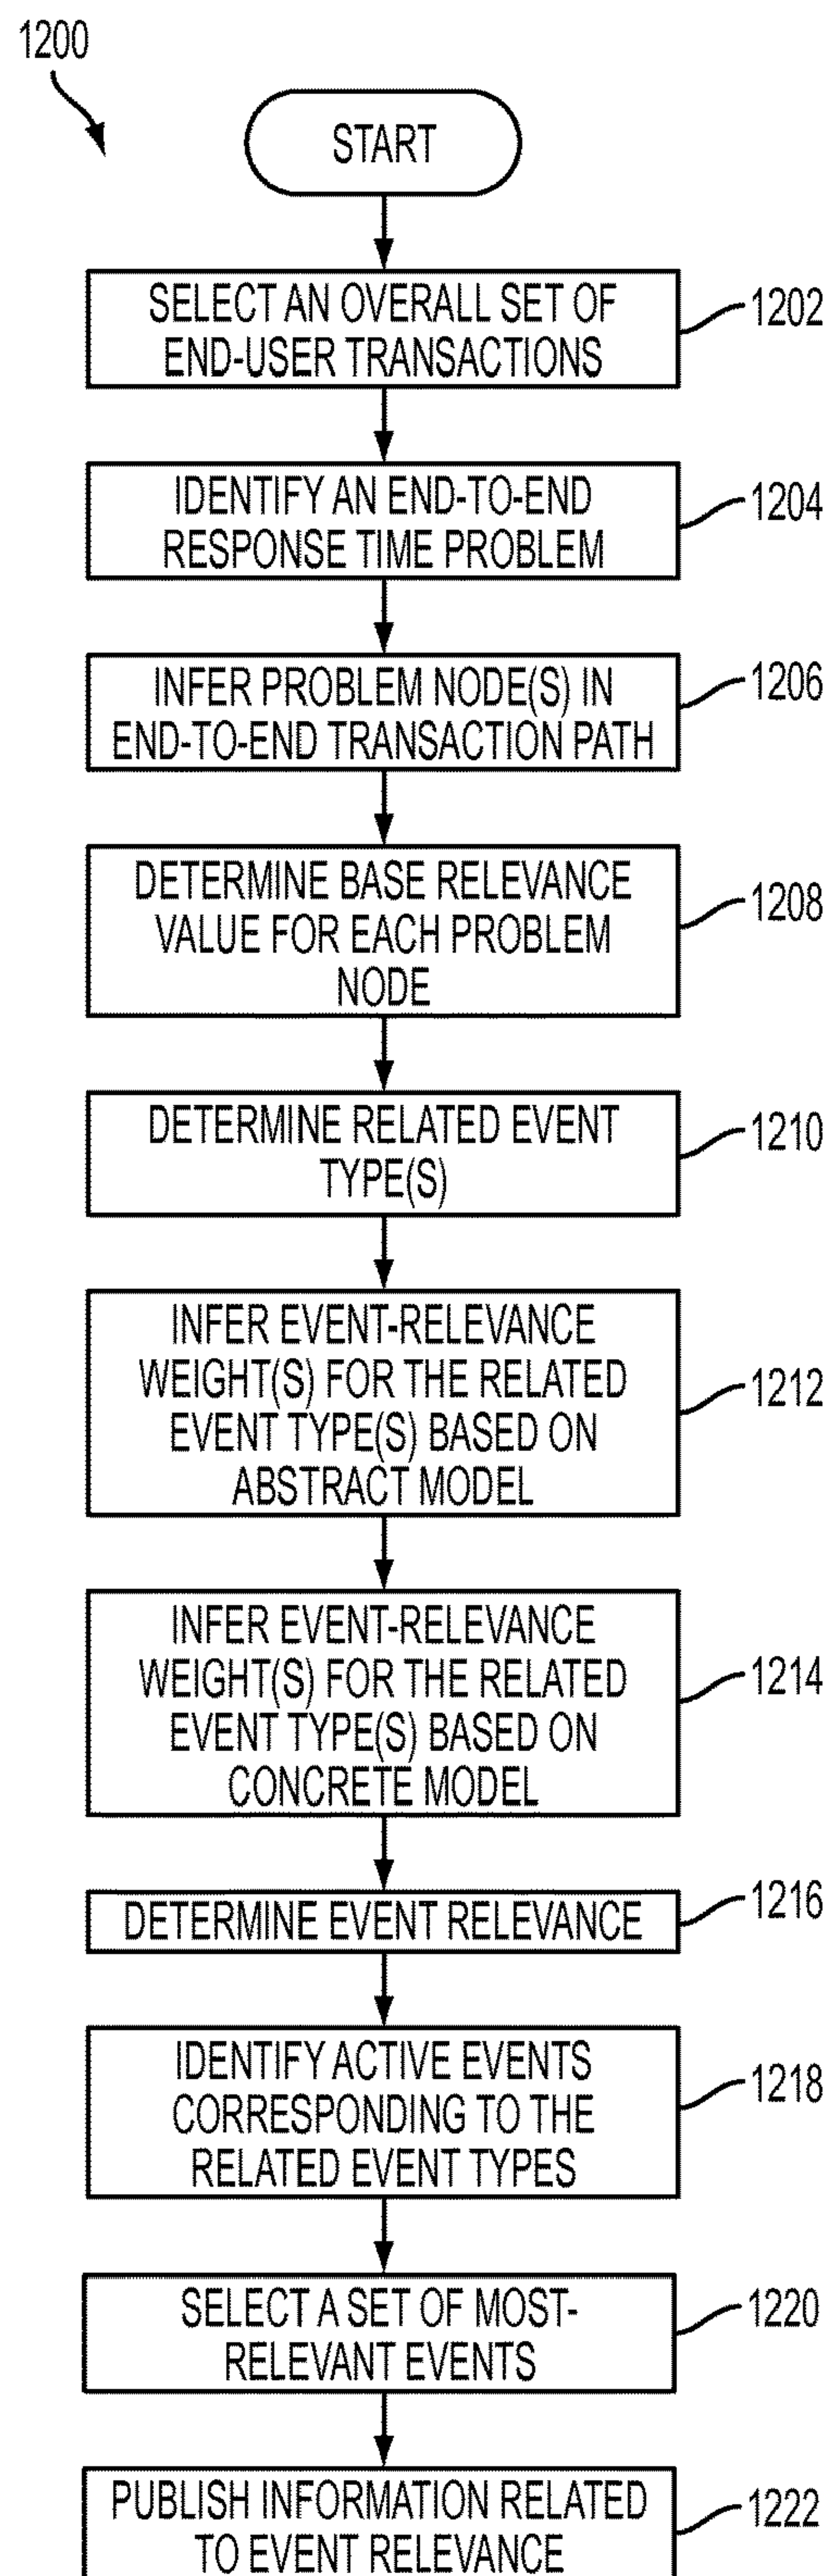 1200
START
SELECT AN OVERALL SET OF
END-USER TRANSACTIONS
1202
IDENTIFY AN END-TO-END
RESPONSE TIME PROBLEM
1204
INFER PROBLEM NODE(S) IN
END-TO-END TRANSACTION PATH
1206
DETERMINE BASE RELEVANCE
VALUE FOR EACH PROBLEM
NODE
1208
DETERMINE RELATED EVENT
TYPE(S)
1210
INFER EVENT-RELEVANCE
WEIGHT(S) FOR THE RELATED
EVENT TYPE(S) BASED ON
ABSTRACT MODEL
1212
INFER EVENT-RELEVANCE
WEIGHT(S) FOR THE RELATED
EVENT TYPE(S) BASED ON
CONCRETE MODEL
1214
DETERMINE EVENT RELEVANCE
1216
IDENTIFY ACTIVE EVENTS
CORRESPONDING TO THE
RELATED EVENT TYPES
1218
SELECT A SET OF MOST-
RELEVANT EVENTS
1220
PUBLISH INFORMATION RELATED
TO EVENT RELEVANCE
1222